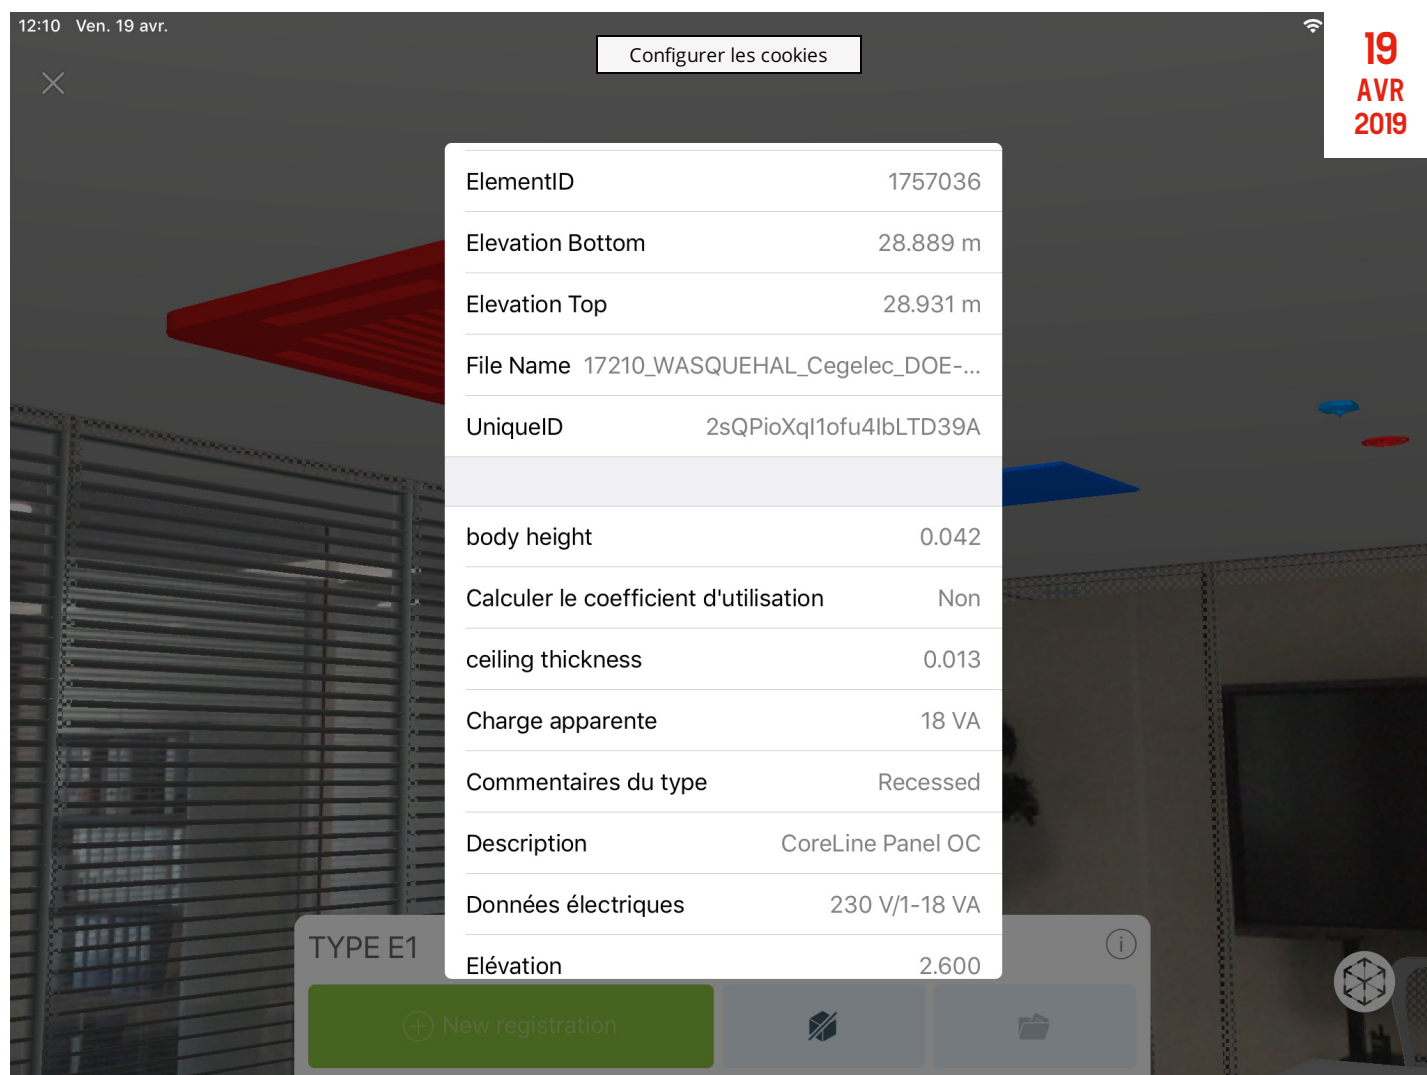 12:10 Ven. 19 avr.
Configurer les cookies
19
AVR
2019
ElementID 1757036
Elevation Bottom 28.889 m
Elevation Top 28.931 m
File Name 17210_WASQUEHAL_Cegelec_DOE-...
UniqueID 2sQPioXqI1ofu4IbLTD39A
body height 0.042
Calculer le coefficient d'utilisation Non
ceiling thickness 0.013
Charge apparente 18 VA
Commentaires du type Recessed
Description CoreLine Panel OC
Données électriques 230 V/1-18 VA
Elévation 2.600
TYPE E1
New registration